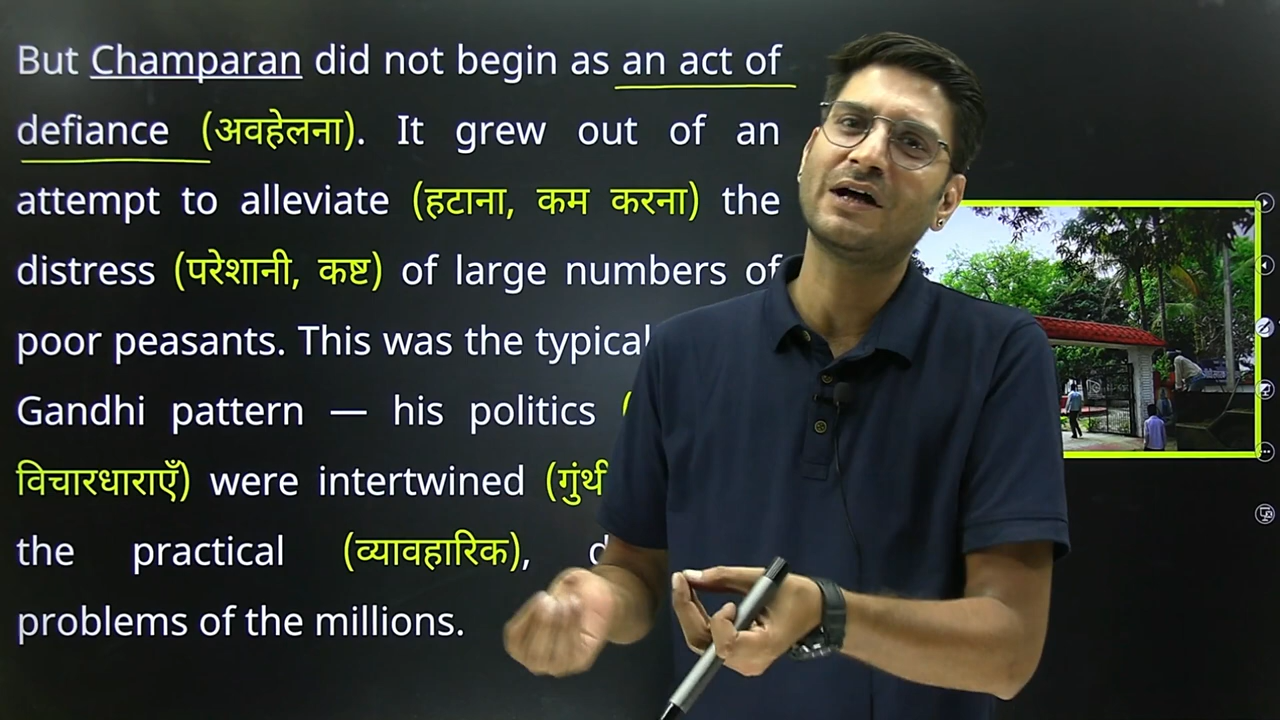 But Champaran did not begin as an act of
defiance (अवहेलना). It grew out of an
attempt to alleviate (हटाना, कम करना) the
distress (परेशानी, कष्ट) of large numbers of
poor peasants. This was the typical
Gandhi pattern — his politics (
विचारधाराएँ) were intertwined
the practical (व्यावहारिक),
problems of the millions.